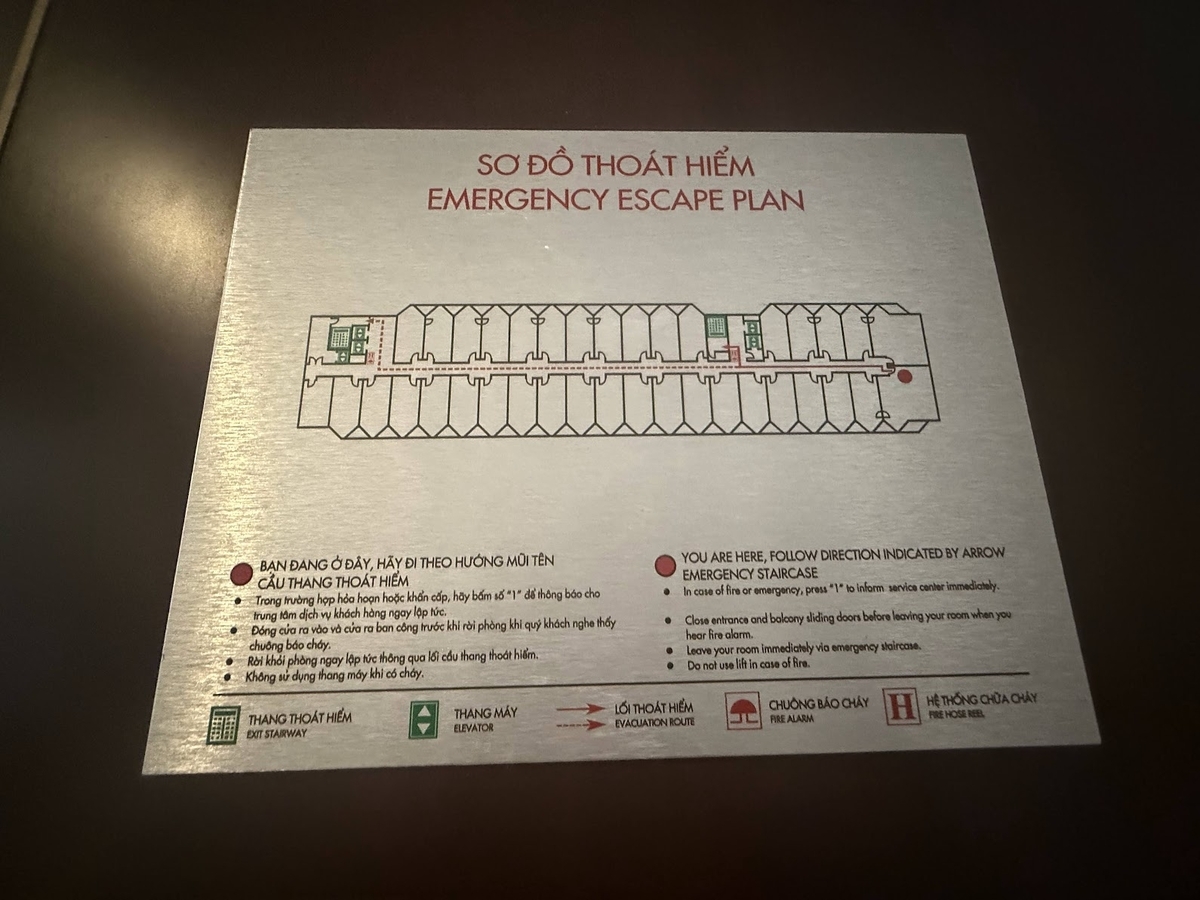 SƠ ĐỒ THOÁT HIỂM
EMERGENCY ESCAPE PLAN
BẠN ĐANG Ở ĐÂY, HÃY ĐI THEO HƯỚNG MŨI TÊN
CẦU THANG THOÁT HIỂM
Trong trường hợp hỏa hoạn hoặc khẩn cấp, hãy bấm số "1" để thông báo cho
trung tâm dịch vụ khách hàng ngay lập tức.
Đóng cửa ra vào và cửa ra ban công trước khi rời phòng khi quý khách nghe thấy
chuông báo cháy.
Rời khỏi phòng ngay lập tức thông qua lối cầu thang thoát hiểm.
Không sử dụng thang máy khi có cháy.
YOU ARE HERE, FOLLOW DIRECTION INDICATED BY ARROW
EMERGENCY STAIRCASE
In case of fire or emergency, press "1" to inform service center immediately.
Close entrance and balcony sliding doors before leaving your room when you
hear fire alarm.
Leave your room immediately via emergency staircase.
Do not use lift in case of fire.
THANG THOÁT HIỂM
EXIT STAIRWAY
THANG MÁY
ELEVATOR
LỐI THOÁT HIỂM
EVACUATION ROUTE
CHUÔNG BÁO CHÁY
FIRE ALARM
H
HỆ THỐNG CHỮA CHÁY
FIRE HOSE REEL